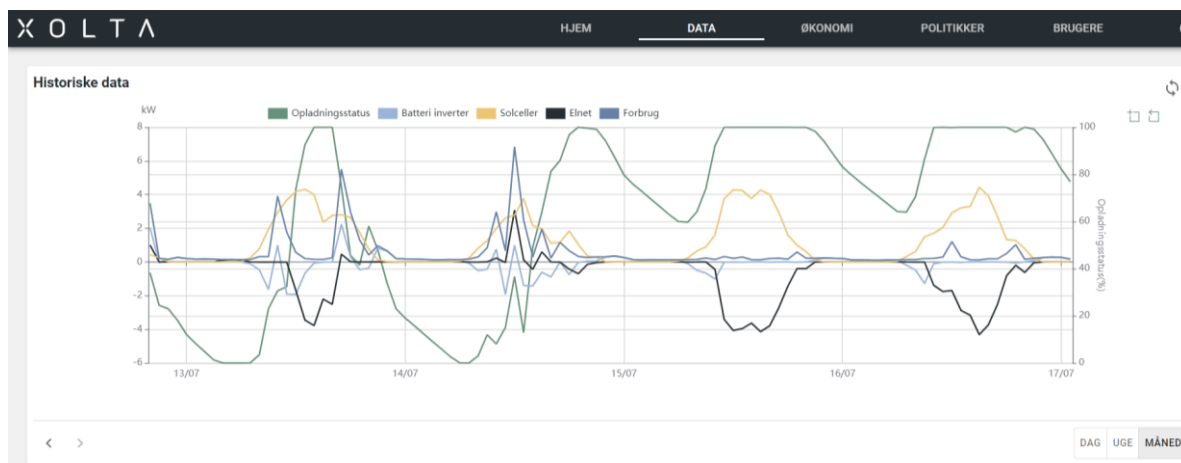 XOLTA HJEM DATA ØKONOMI POLITIKKER BRUGERE
Historiske data
kW Opladningsstatus Batteri inverter Solceller Elnet Forbrug
8 100
6
80
4
60
2
0
40
-2
20
-4
-6 0
Opladningsstatus(%)
13/07 14/07 15/07 16/07 17/07
DAG UGE MÅNED